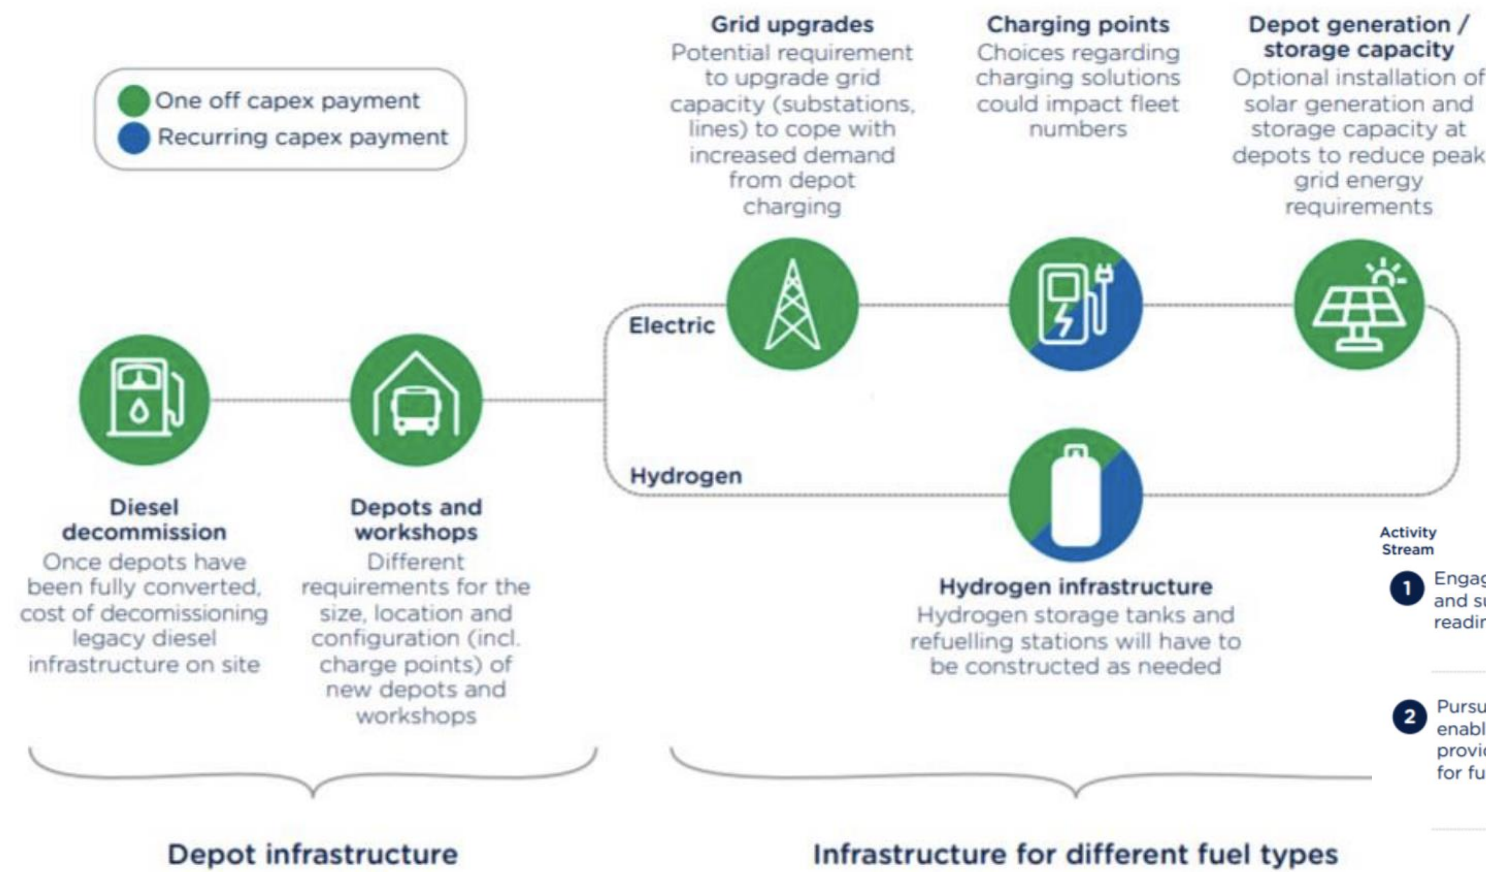 One off capex payment
Recurring capex payment
Grid upgrades
Potential requirement
to upgrade grid
capacity (substations,
lines) to cope with
increased demand
from depot
charging
Charging points
Choices regarding
charging solutions
could impact fleet
numbers
Depot generation /
storage capacity
Optional installation of
solar generation and
storage capacity at
depots to reduce peak
grid energy
requirements
Electric
Hydrogen
Diesel
decommission
Once depots have
been fully converted,
cost of decomissioning
legacy diesel
infrastructure on site
Depots and
workshops
Different
requirements for the
size, location and
configuration (incl.
charge points) of
new depots and
workshops
Hydrogen infrastructure
Hydrogen storage tanks and
refuelling stations will have to
be constructed as needed
Depot infrastructure
Infrastructure for different fuel types
Activity
Stream
1
and
2
for